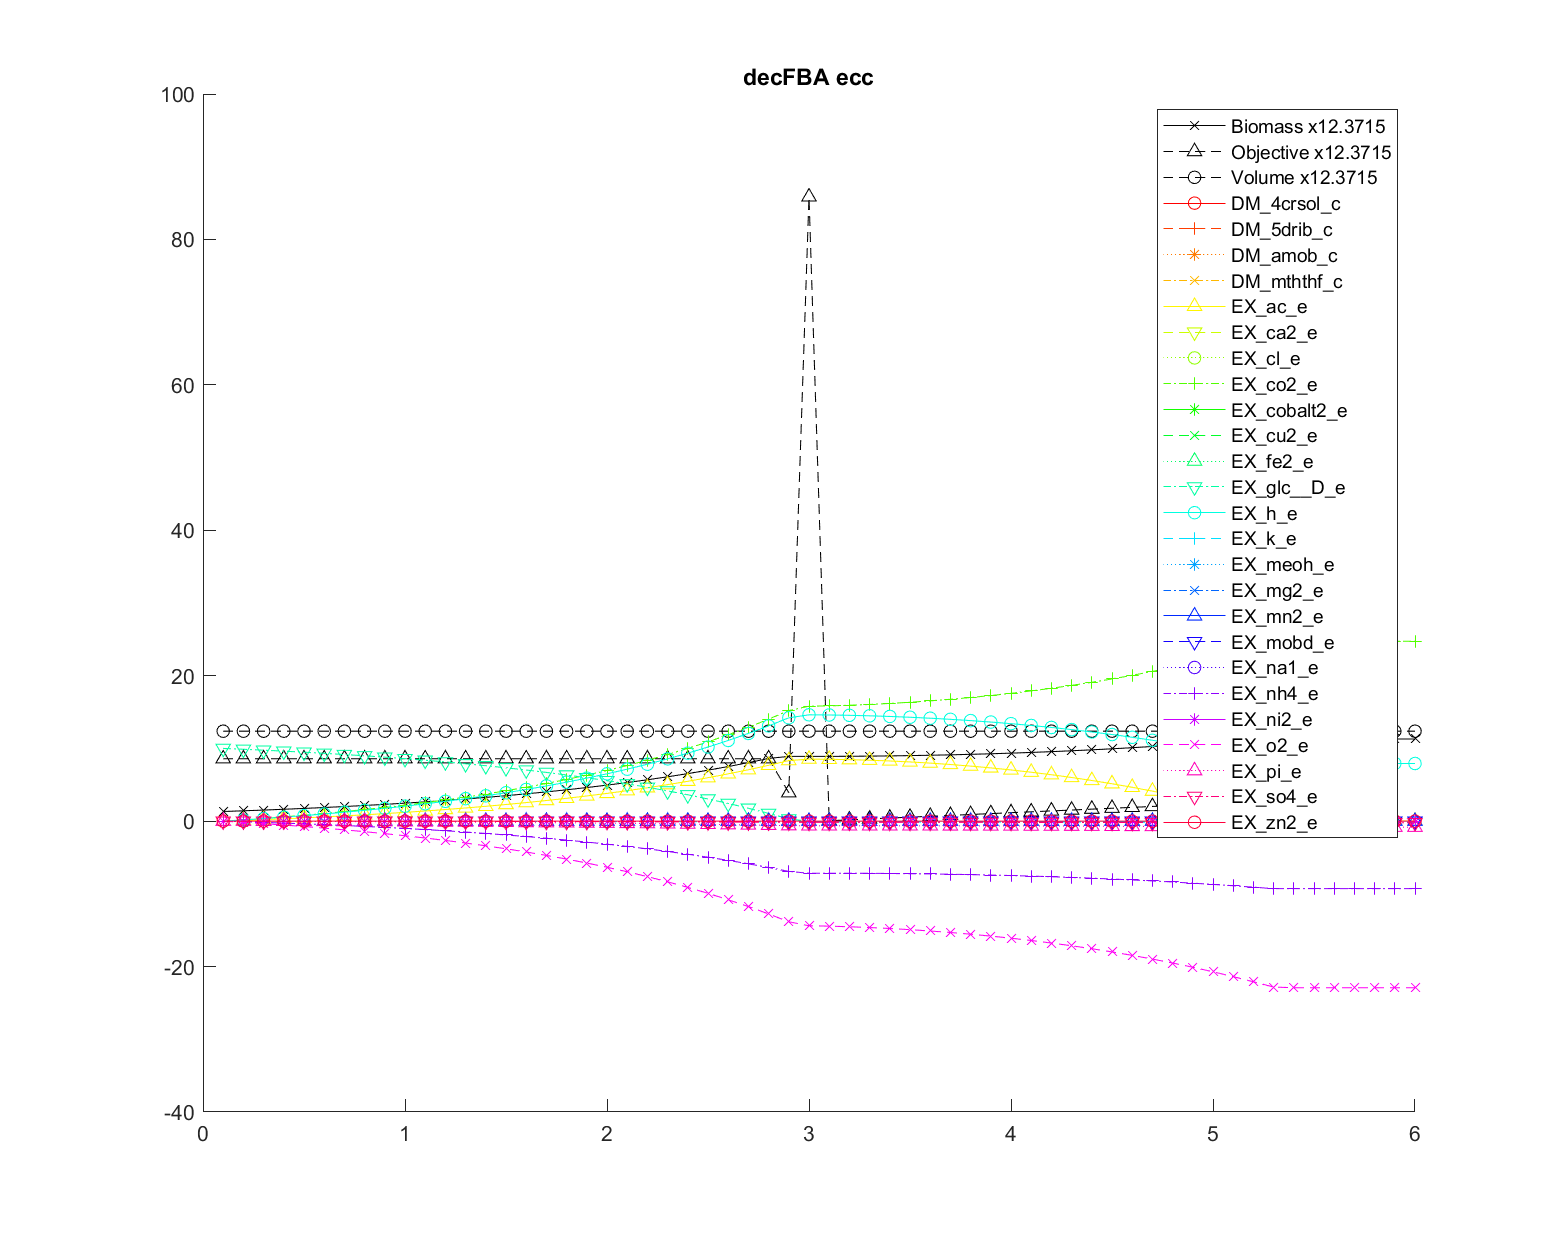 decFBA ecc
100
80
60
40
20
0
-20
-40
0 1 2 3 4 5 6
Biomass x12.3715
Objective x12.3715
Volume x12.3715
DM_4crsol_c
DM_5drib_c
DM_amob_c
DM_mththf_c
EX_ac_e
EX_ca2_e
EX_cl_e
EX_co2_e
EX_cobalt2_e
EX_cu2_e
EX_fe2_e
EX_glc__D_e
EX_h_e
EX_k_e
EX_meoh_e
EX_mg2_e
EX_mn2_e
EX_mobd_e
EX_na1_e
EX_nh4_e
EX_ni2_e
EX_o2_e
EX_pi_e
EX_so4_e
EX_zn2_e